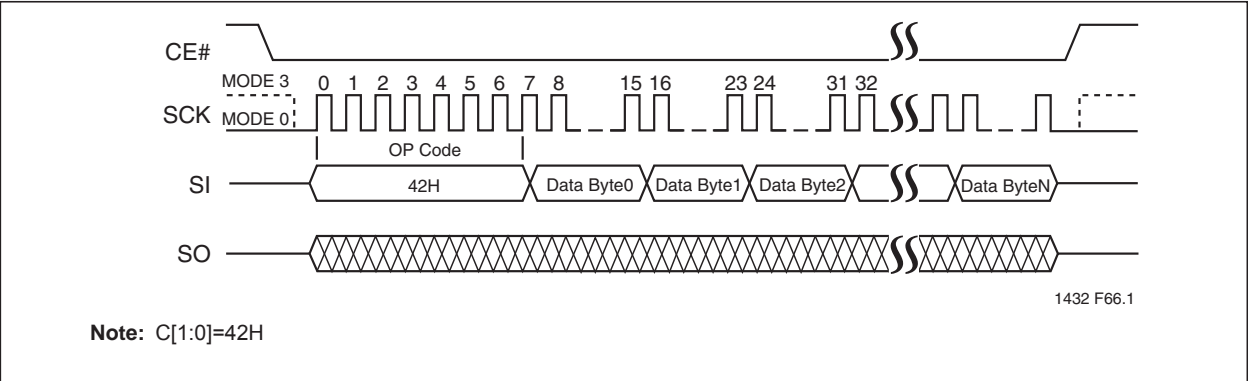 CE#
MODE 3
0 1 2 3 4 5 6 7 8 15 16 23 24 31 32
SCK
MODE 0
OP Code
SI
42H
Data Byte0
Data Byte1
Data Byte2
Data ByteN
SO
1432 F66.1
Note: C[1:0]=42H